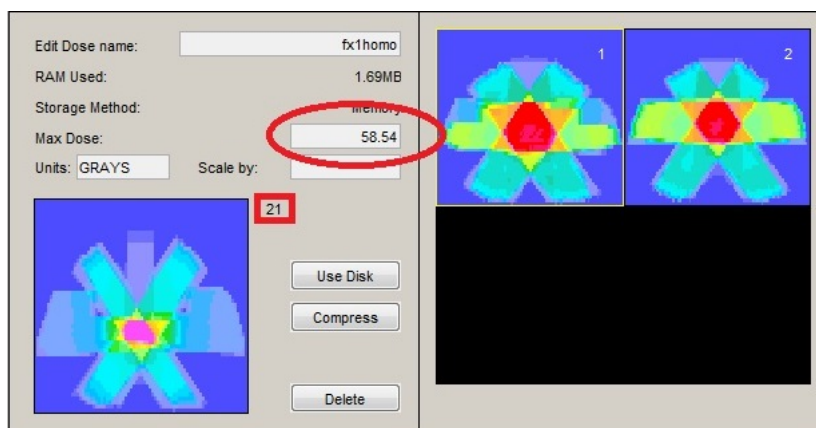 Edit Dose name: fx1homo
RAM Used: 1.69MB
Storage Method: Memory
Max Dose: 58.54
Units: GRAYS Scale by:
21
Use Disk
Compress
Delete
1 2